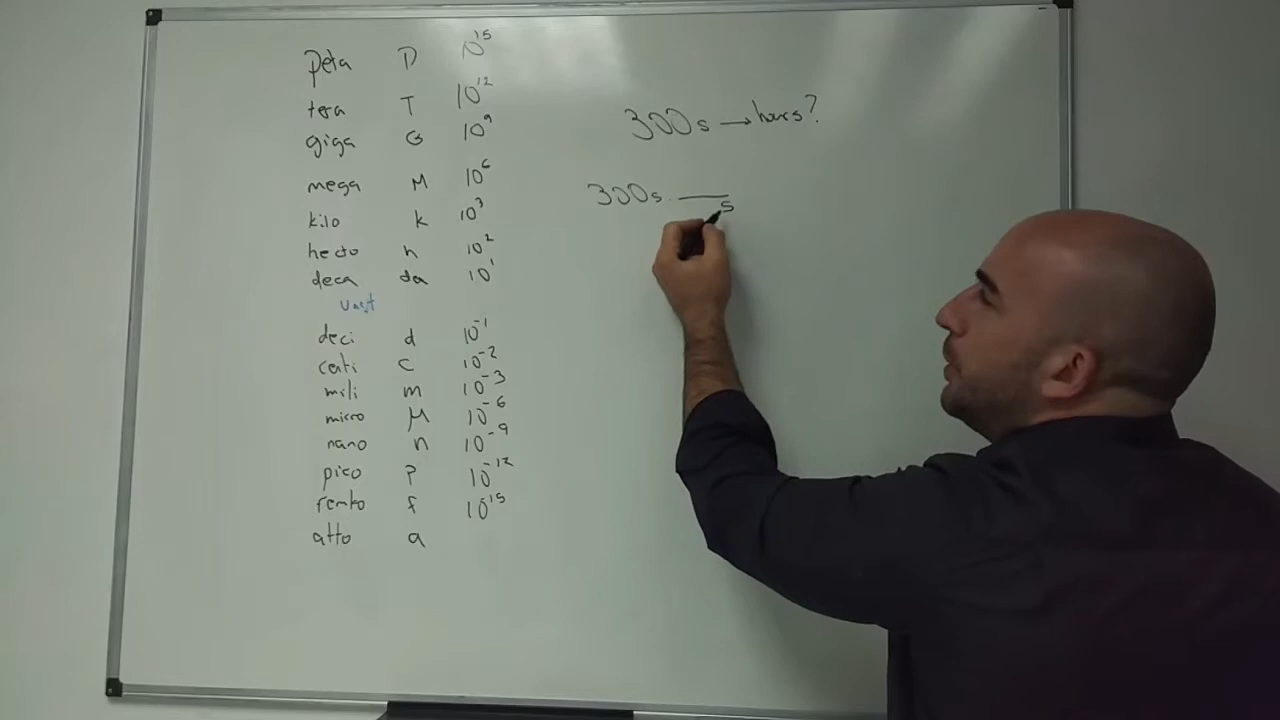 peta P 10^15
tera T 10^12
giga G 10^9
mega M 10^6
kilo k 10^3
hecto h 10^2
deca da 10^1
deci d 10^-1
centi c 10^-2
mili m 10^-3
micro μ 10^-6
nano n 10^-9
pico p 10^-12
femto f 10^15
atto a
300s → hours?
300s. — s